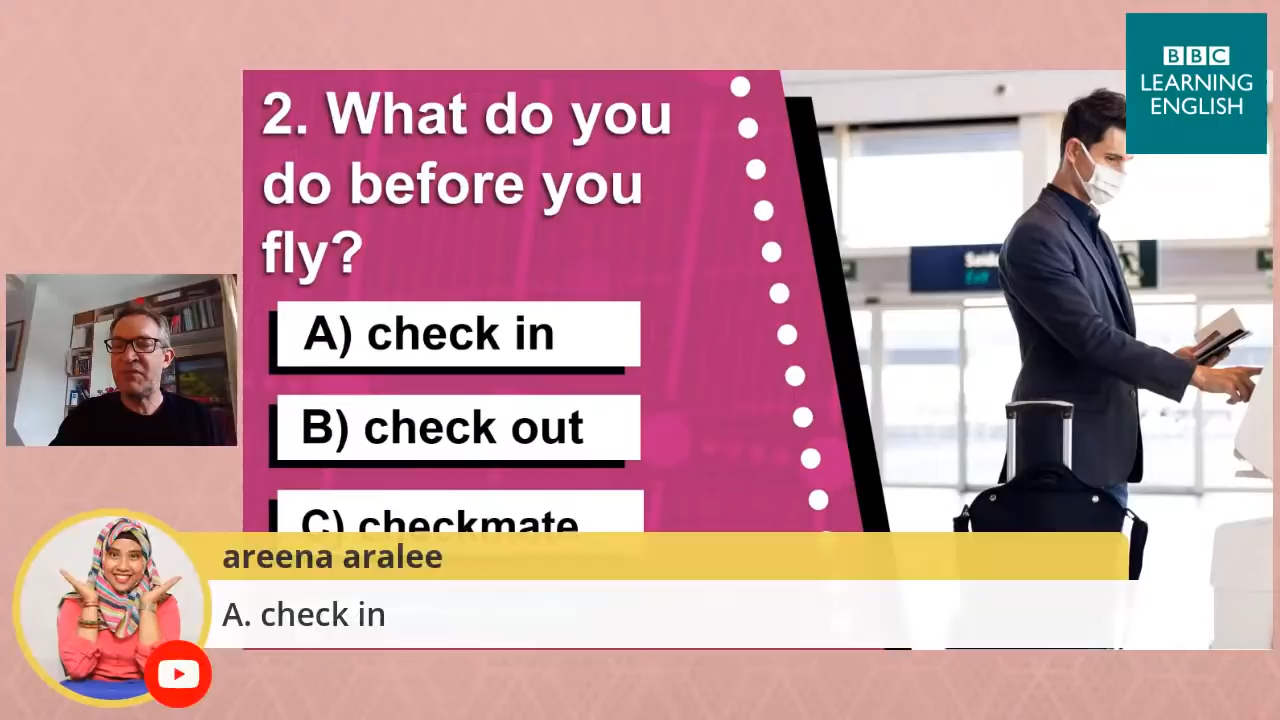 BBC
LEARNING
ENGLISH
2. What do you
do before you
fly?
A) check in
B) check out
C) checkmate
areena aralee
A. check in